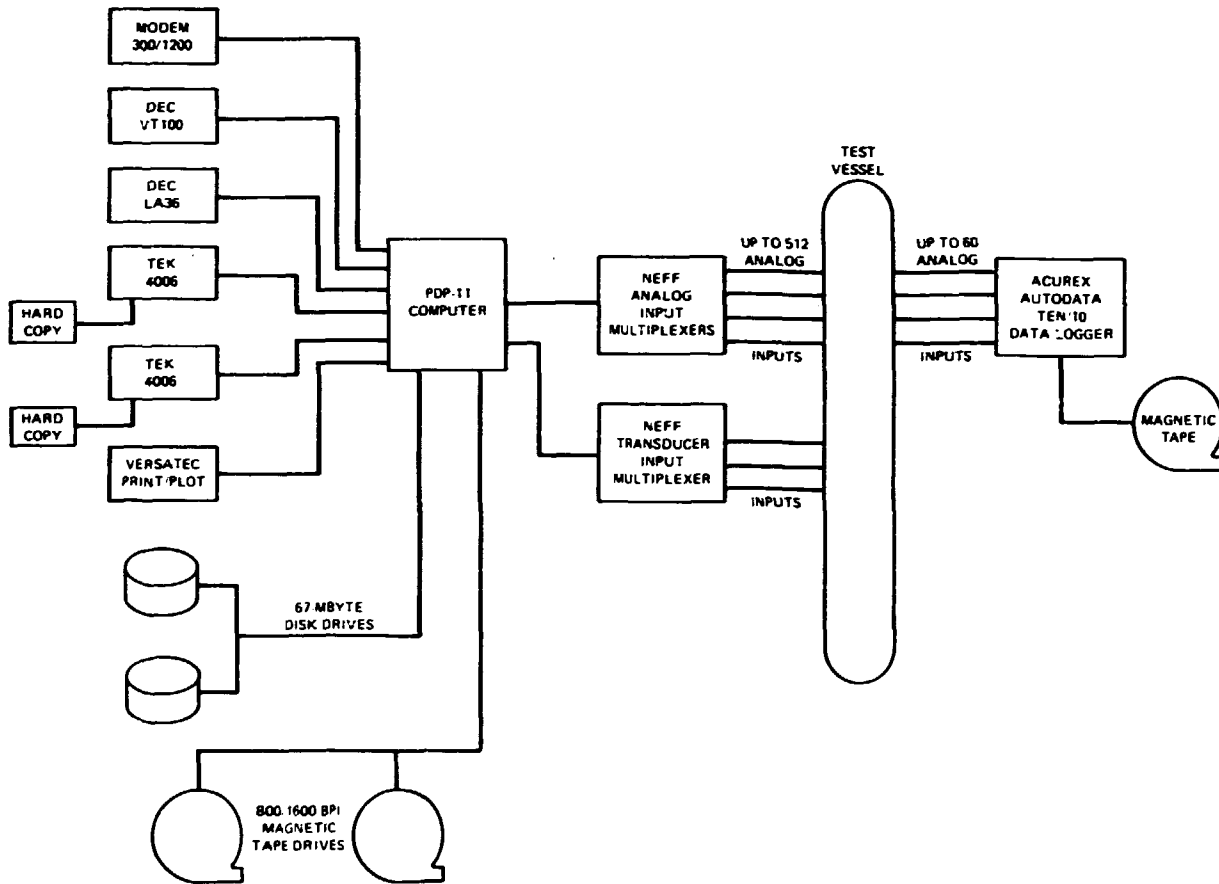 MODEM
300/1200
DEC
VT100
DEC
LA36
TEK
4006
HARD
COPY
TEK
4006
HARD
COPY
VERSATEC
PRINT/PLOT
PDP-11
COMPUTER
67 MBYTE
DISK DRIVES
800-1600 BPI
MAGNETIC
TAPE DRIVES
NEFF
ANALOG
INPUT
MULTIPLEXERS
NEFF
TRANSDUCER
INPUT
MULTIPLEXER
UP TO 512
ANALOG
INPUTS
INPUTS
TEST
VESSEL
UP TO 60
ANALOG
INPUTS
ACUREX
AUTODATA
TEN/10
DATA LOGGER
MAGNETIC
TAPE